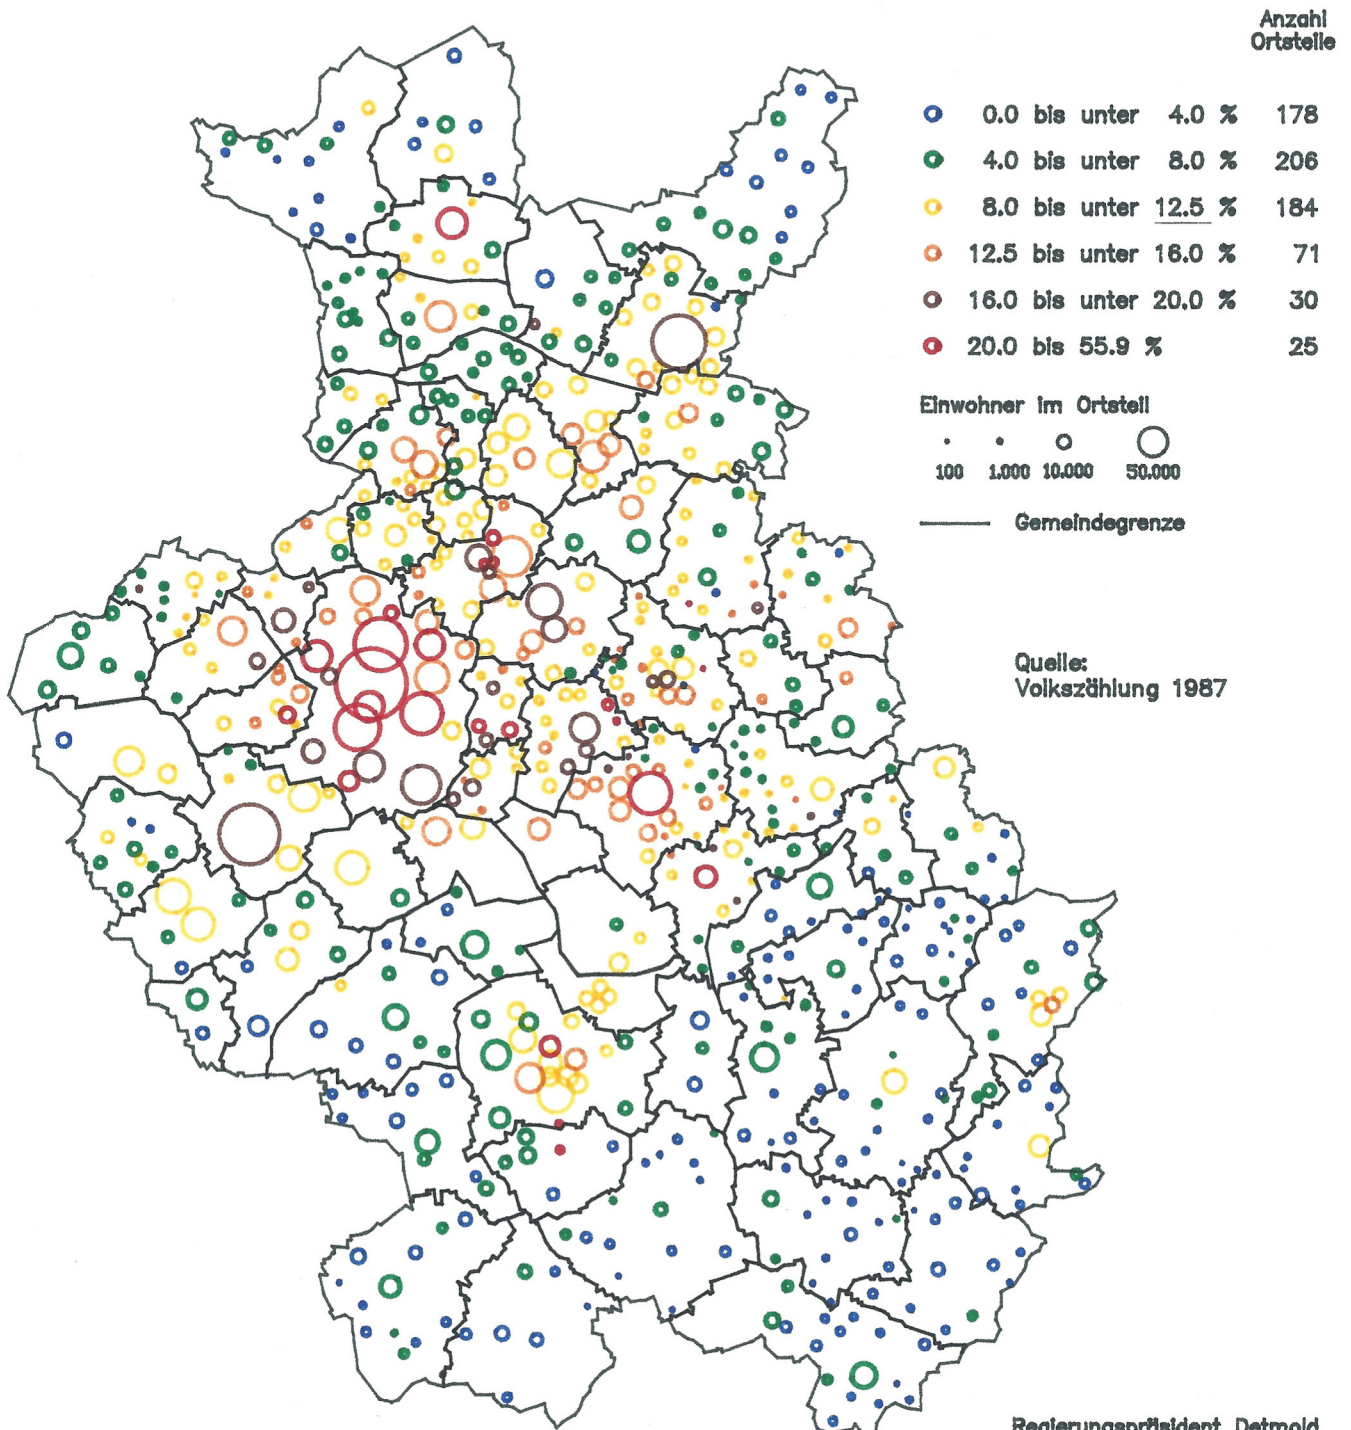 Anzahl
Ortsteile
0.0 bis unter 4.0 % 178
4.0 bis unter 8.0 % 206
8.0 bis unter 12.5 % 184
12.5 bis unter 16.0 % 71
16.0 bis unter 20.0 % 30
20.0 bis 55.9 % 25
Einwohner im Ortsteil
100 1.000 10.000 50.000
Gemeindegrenze
Quelle:
Volkszählung 1987
Regierungspräsident Detmold